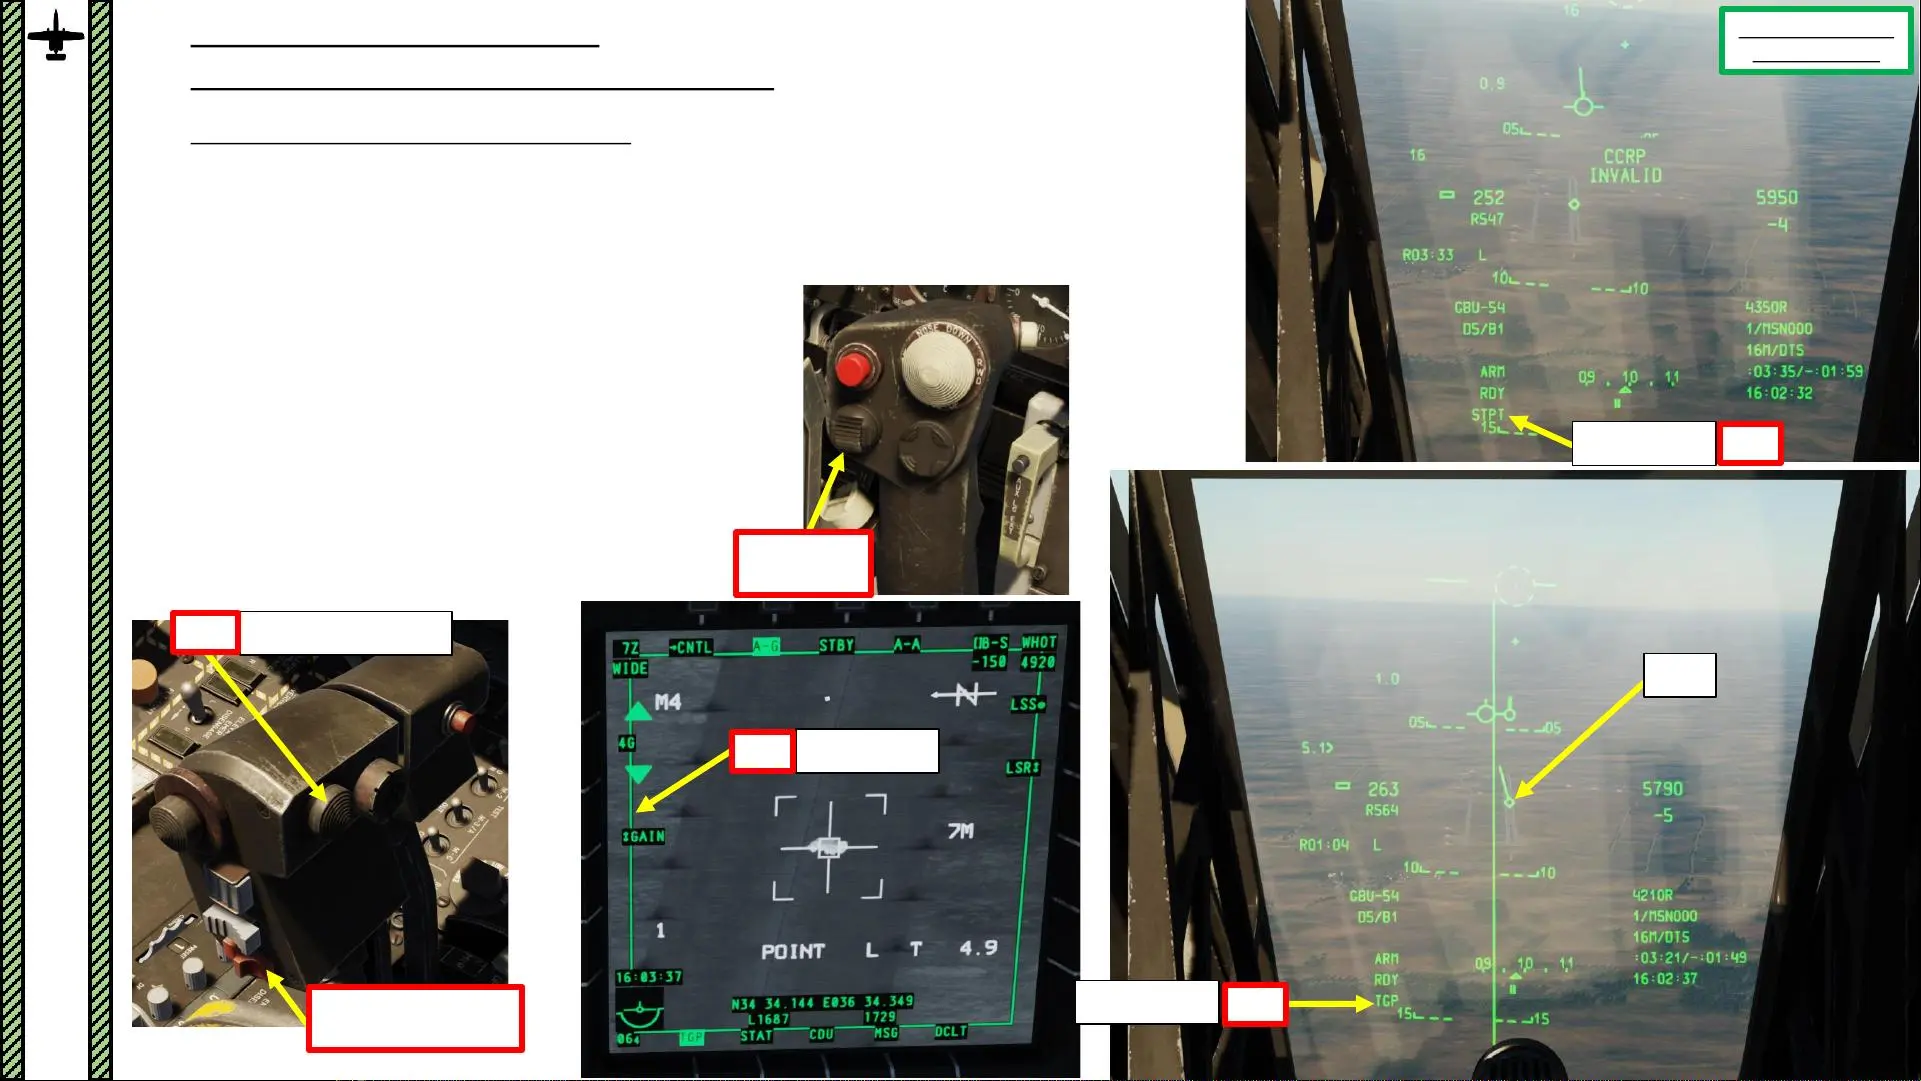 16
0.9
05
05
CCRP
INVALID
16
252
5950
R547
-4
R03:33 L
10
10
GBU-54
4350R
D5/B1
1/MSN000
16M/DTS
ARM
09 . 10 . 11
:03:35/-:01:59
RDY
16:02:32
STPT
15
NOSE DOWN
RWD
7Z
→CNTL
A-G
STBY
A-A
WHOT
WIDE
-150
4920
M4
N
LSS
4G
LSR↕
↕GAIN
7M
1
POINT L T 4.9
16:03:37
N34 34.144 E036 34.349
L1687
1729
064
TGP
STAT
CDU
MSG
DCLT
1.0
05
05
5.1>
263
5790
R564
-5
R01:04 L
10
10
GBU-54
4210R
D5/B1
1/MSN000
16M/DTS
ARM
09 . 10 . 11
:03:21/-:01:49
RDY
16:02:37
TGP
15
15